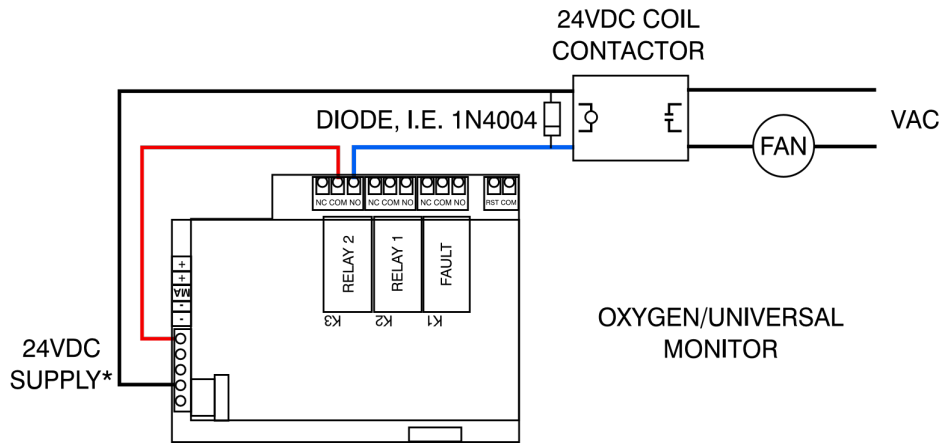 24VDC COIL
CONTACTOR
DIODE, I.E. 1N4004
VAC
FAN
NC COM NO
NC COM NO
NC COM NO
RST COM
RELAY 2
RELAY 1
FAULT
K3
K2
K1
+
+
MA
-
-
OXYGEN/UNIVERSAL
MONITOR
24VDC
SUPPLY*